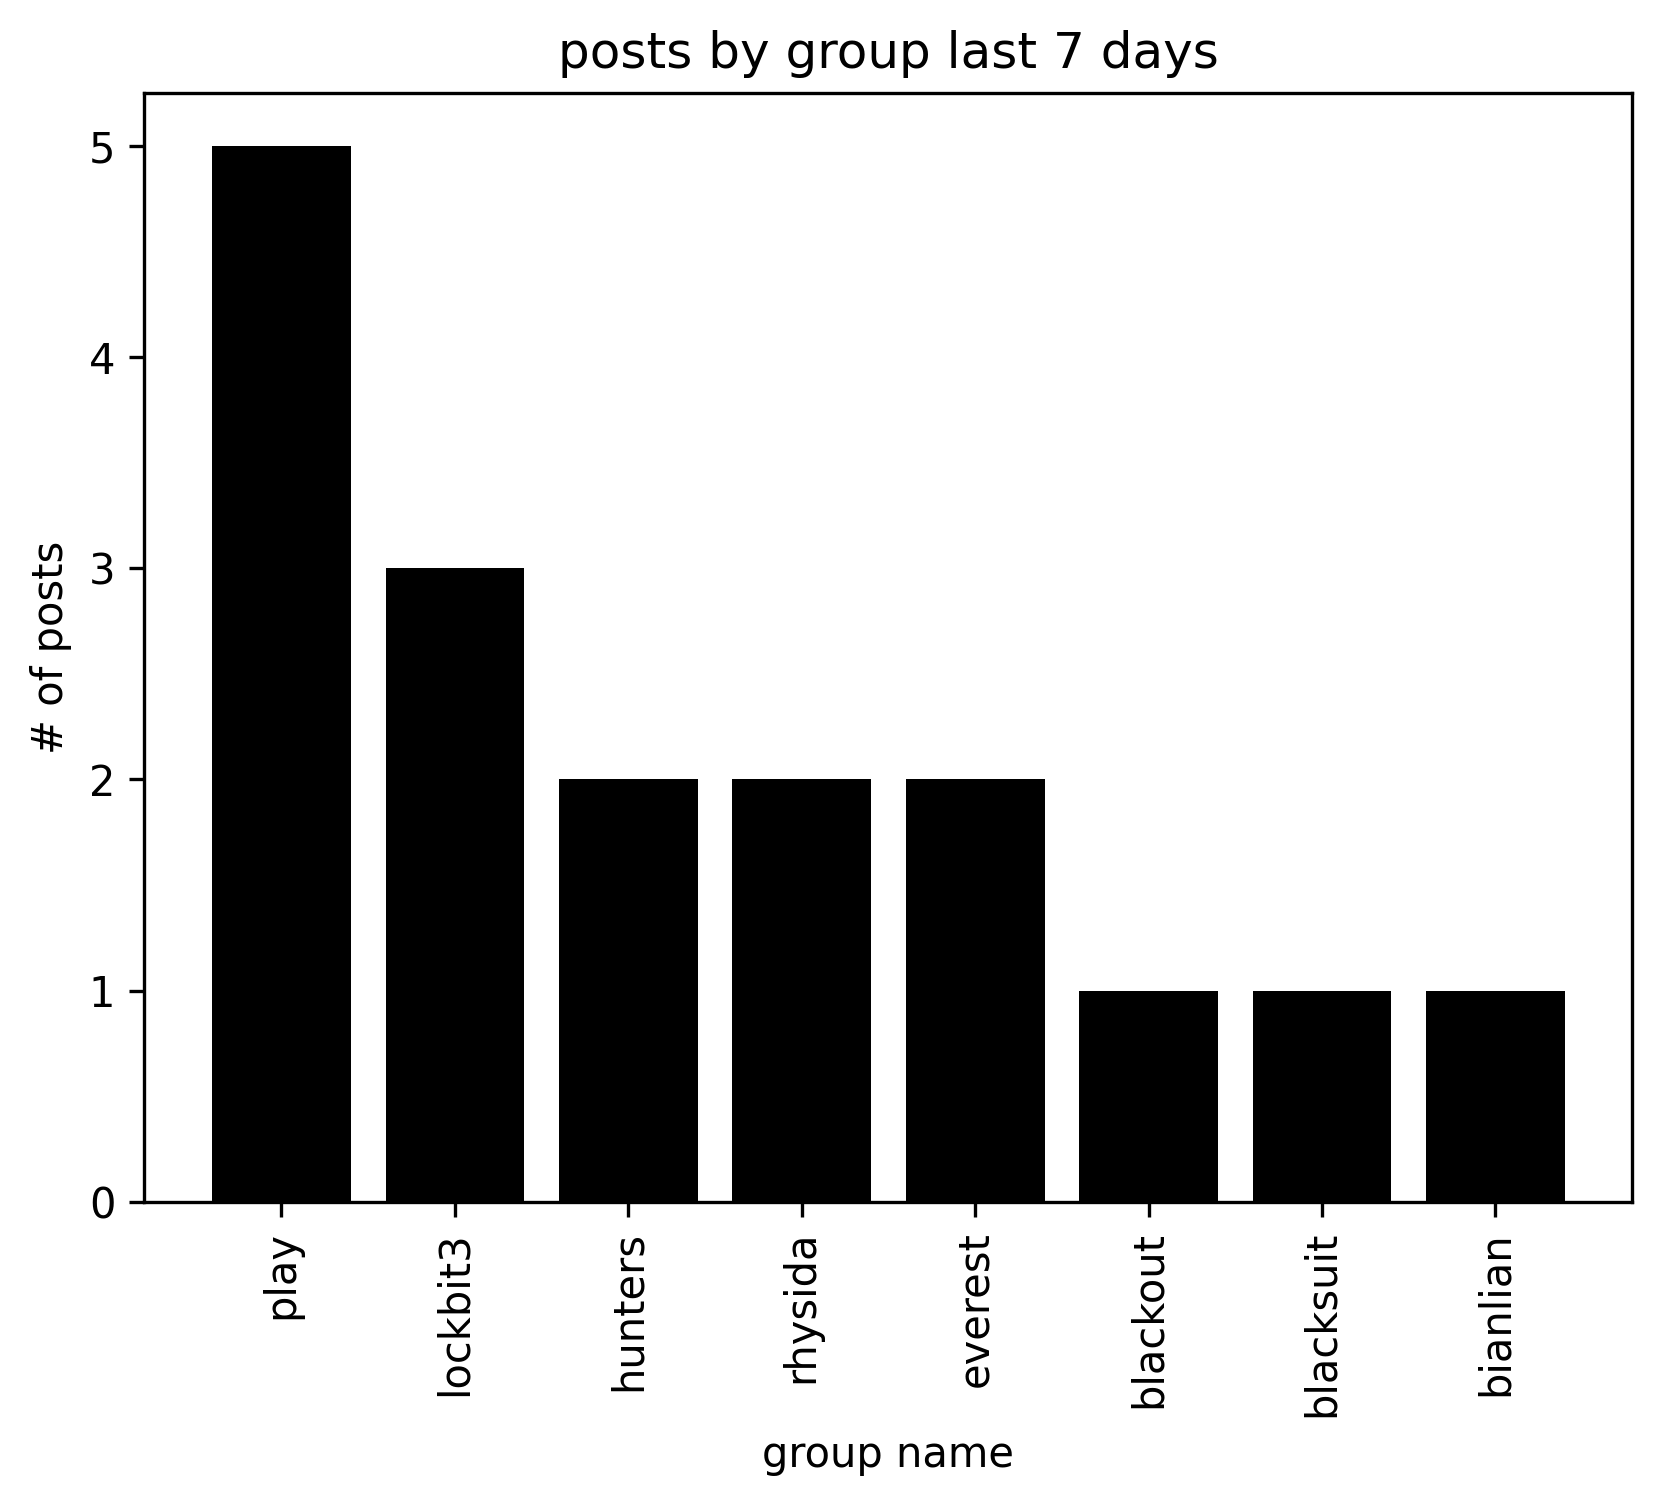 posts by group last 7 days
# of posts
5
4
3
2
1
0
play
lockbit3
hunters
rhysida
everest
blackout
blacksuit
bianlian
group name